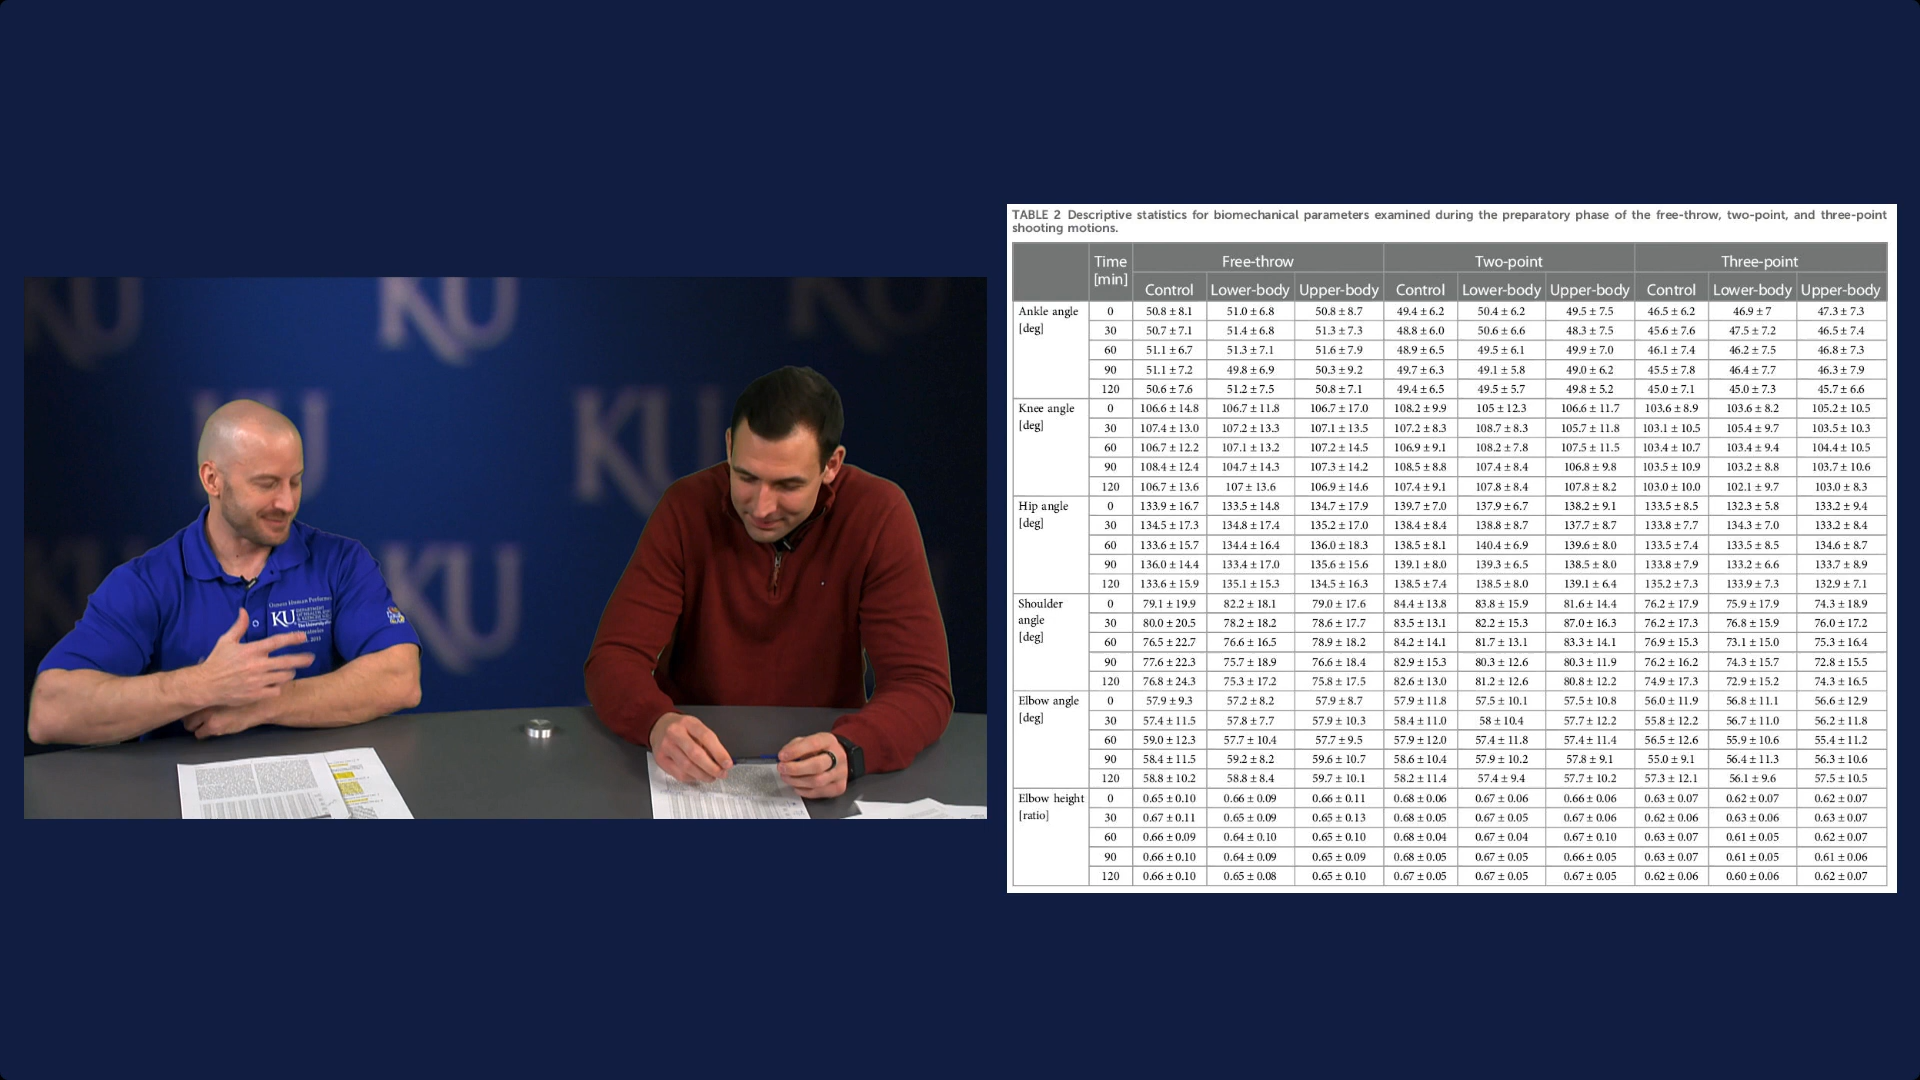 KU
KU
KU
KU
KU
KU
KU
KU
TABLE 2 Descriptive statistics for biomechanical parameters examined during the preparatory phase of the free-throw, two-point, and three-point
shooting motions.
Time [min] Free-throw Two-point Three-point
Control Lower-body Upper-body Control Lower-body Upper-body Control Lower-body Upper-body
Ankle angle [deg] 0 50.8 ± 8.1 51.0 ± 6.8 50.8 ± 8.7 49.4 ± 6.2 50.4 ± 6.2 49.5 ± 7.5 46.5 ± 6.2 46.9 ± 7 47.3 ± 7.3
30 50.7 ± 7.1 51.4 ± 6.8 51.3 ± 7.3 48.8 ± 6.0 50.6 ± 6.6 48.3 ± 7.5 45.6 ± 7.6 47.5 ± 7.2 46.5 ± 7.4
60 51.1 ± 6.7 51.3 ± 7.1 51.6 ± 7.9 48.9 ± 6.5 49.5 ± 6.1 49.9 ± 7.0 46.1 ± 7.4 46.2 ± 7.5 46.8 ± 7.3
90 51.1 ± 7.2 49.8 ± 6.9 50.3 ± 9.2 49.7 ± 6.3 49.1 ± 5.8 49.0 ± 6.2 45.5 ± 7.8 46.4 ± 7.7 46.3 ± 7.9
120 50.6 ± 7.6 51.2 ± 7.5 50.8 ± 7.1 49.4 ± 6.5 49.5 ± 5.7 49.8 ± 5.2 45.0 ± 7.1 45.0 ± 7.3 45.7 ± 6.6
Knee angle [deg] 0 106.6 ± 14.8 106.7 ± 11.8 106.7 ± 17.0 108.2 ± 9.9 105 ± 12.3 106.6 ± 11.7 103.6 ± 8.9 103.6 ± 8.2 105.2 ± 10.5
30 107.4 ± 13.0 107.2 ± 13.3 107.1 ± 13.5 107.2 ± 8.3 108.7 ± 8.3 105.7 ± 11.8 103.1 ± 10.5 105.4 ± 9.7 103.5 ± 10.3
60 106.7 ± 12.2 107.1 ± 13.2 107.2 ± 14.5 106.9 ± 9.1 108.2 ± 7.8 107.5 ± 11.5 103.4 ± 10.7 103.4 ± 9.4 104.4 ± 10.5
90 108.4 ± 12.4 104.7 ± 14.3 107.3 ± 14.2 108.5 ± 8.8 107.4 ± 8.4 106.8 ± 9.8 103.5 ± 10.9 103.2 ± 8.8 103.7 ± 10.6
120 106.7 ± 13.6 107 ± 13.6 106.9 ± 14.6 107.4 ± 9.1 107.8 ± 8.4 107.8 ± 8.2 103.0 ± 10.0 102.1 ± 9.7 103.0 ± 8.3
Hip angle [deg] 0 133.9 ± 16.7 133.5 ± 14.8 134.7 ± 17.9 139.7 ± 7.0 137.9 ± 6.7 138.2 ± 9.1 133.5 ± 8.5 132.3 ± 5.8 133.2 ± 9.4
30 134.5 ± 17.3 134.8 ± 17.4 135.2 ± 17.0 138.4 ± 8.4 138.8 ± 8.7 137.7 ± 8.7 133.8 ± 7.7 134.3 ± 7.0 133.2 ± 8.4
60 133.6 ± 15.7 134.4 ± 16.4 136.0 ± 18.3 138.5 ± 8.1 140.4 ± 6.9 139.6 ± 8.0 133.5 ± 7.4 133.5 ± 8.5 134.6 ± 8.7
90 136.0 ± 14.4 133.4 ± 17.0 135.6 ± 15.6 139.1 ± 8.0 139.3 ± 6.5 138.5 ± 8.0 133.8 ± 7.9 133.2 ± 6.6 133.7 ± 8.9
120 133.6 ± 15.9 135.1 ± 15.3 134.5 ± 16.3 138.5 ± 7.4 138.5 ± 8.0 139.1 ± 6.4 135.2 ± 7.3 133.9 ± 7.3 132.9 ± 7.1
Shoulder angle [deg] 0 79.1 ± 19.9 82.2 ± 18.1 79.0 ± 17.6 84.4 ± 13.8 83.8 ± 15.9 81.6 ± 14.4 76.2 ± 17.9 75.9 ± 17.9 74.3 ± 18.9
30 80.0 ± 20.5 78.2 ± 18.2 78.6 ± 17.7 83.5 ± 13.1 82.2 ± 15.3 87.0 ± 16.3 76.2 ± 17.3 76.8 ± 15.9 76.0 ± 17.2
60 76.5 ± 22.7 76.6 ± 16.5 78.9 ± 18.2 84.2 ± 14.1 81.7 ± 13.1 83.3 ± 14.1 76.9 ± 15.3 73.1 ± 15.0 75.3 ± 16.4
90 77.6 ± 22.3 75.7 ± 18.9 76.6 ± 18.4 82.9 ± 15.3 80.3 ± 12.6 80.3 ± 11.9 76.2 ± 16.2 74.3 ± 15.7 72.8 ± 15.5
120 76.8 ± 24.3 75.3 ± 17.2 75.8 ± 17.5 82.6 ± 13.0 81.2 ± 12.6 80.8 ± 12.2 74.9 ± 17.3 72.9 ± 15.2 74.3 ± 16.5
Elbow angle [deg] 0 57.9 ± 9.3 57.2 ± 8.2 57.9 ± 8.7 57.9 ± 11.8 57.5 ± 10.1 57.5 ± 10.8 56.0 ± 11.9 56.8 ± 11.1 56.6 ± 12.9
30 57.4 ± 11.5 57.8 ± 7.7 57.9 ± 10.3 58.4 ± 11.0 58 ± 10.4 57.7 ± 12.2 55.8 ± 12.2 56.7 ± 11.0 56.2 ± 11.8
60 59.0 ± 12.3 57.7 ± 10.4 57.7 ± 9.5 57.9 ± 12.0 57.4 ± 11.8 57.4 ± 11.4 56.5 ± 12.6 55.9 ± 10.6 55.4 ± 11.2
90 58.4 ± 11.5 59.2 ± 8.2 59.6 ± 10.7 58.6 ± 10.4 57.9 ± 10.2 57.8 ± 9.1 55.0 ± 9.1 56.4 ± 11.3 56.3 ± 10.6
120 58.8 ± 10.2 58.8 ± 8.4 59.7 ± 10.1 58.2 ± 11.4 57.4 ± 9.4 57.7 ± 10.2 57.3 ± 12.1 56.1 ± 9.6 57.5 ± 10.5
Elbow height [ratio] 0 0.65 ± 0.10 0.66 ± 0.09 0.66 ± 0.11 0.68 ± 0.06 0.67 ± 0.06 0.66 ± 0.06 0.63 ± 0.07 0.62 ± 0.07 0.62 ± 0.07
30 0.67 ± 0.11 0.65 ± 0.09 0.65 ± 0.13 0.68 ± 0.05 0.67 ± 0.05 0.67 ± 0.06 0.62 ± 0.06 0.63 ± 0.06 0.63 ± 0.07
60 0.66 ± 0.09 0.64 ± 0.10 0.65 ± 0.10 0.68 ± 0.04 0.67 ± 0.04 0.67 ± 0.10 0.63 ± 0.07 0.61 ± 0.05 0.62 ± 0.07
90 0.66 ± 0.10 0.64 ± 0.09 0.65 ± 0.09 0.68 ± 0.05 0.67 ± 0.05 0.66 ± 0.05 0.63 ± 0.07 0.61 ± 0.05 0.61 ± 0.06
120 0.66 ± 0.10 0.65 ± 0.08 0.65 ± 0.10 0.67 ± 0.05 0.67 ± 0.05 0.67 ± 0.05 0.62 ± 0.06 0.60 ± 0.06 0.62 ± 0.07